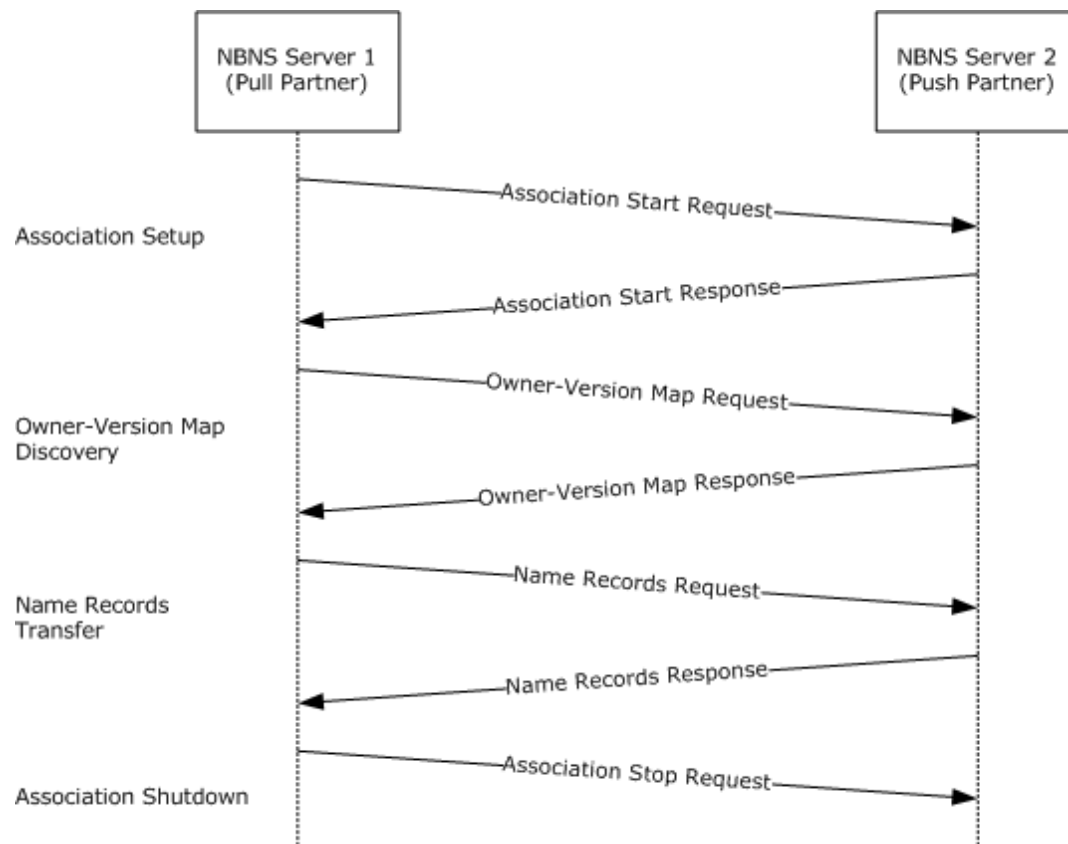 NBNS Server 1
(Pull Partner)
NBNS Server 2
(Push Partner)
Association Start Request
Association Setup
Association Start Response
Owner-Version Map Request
Owner-Version Map
Discovery
Owner-Version Map Response
Name Records Request
Name Records
Transfer
Name Records Response
Association Stop Request
Association Shutdown